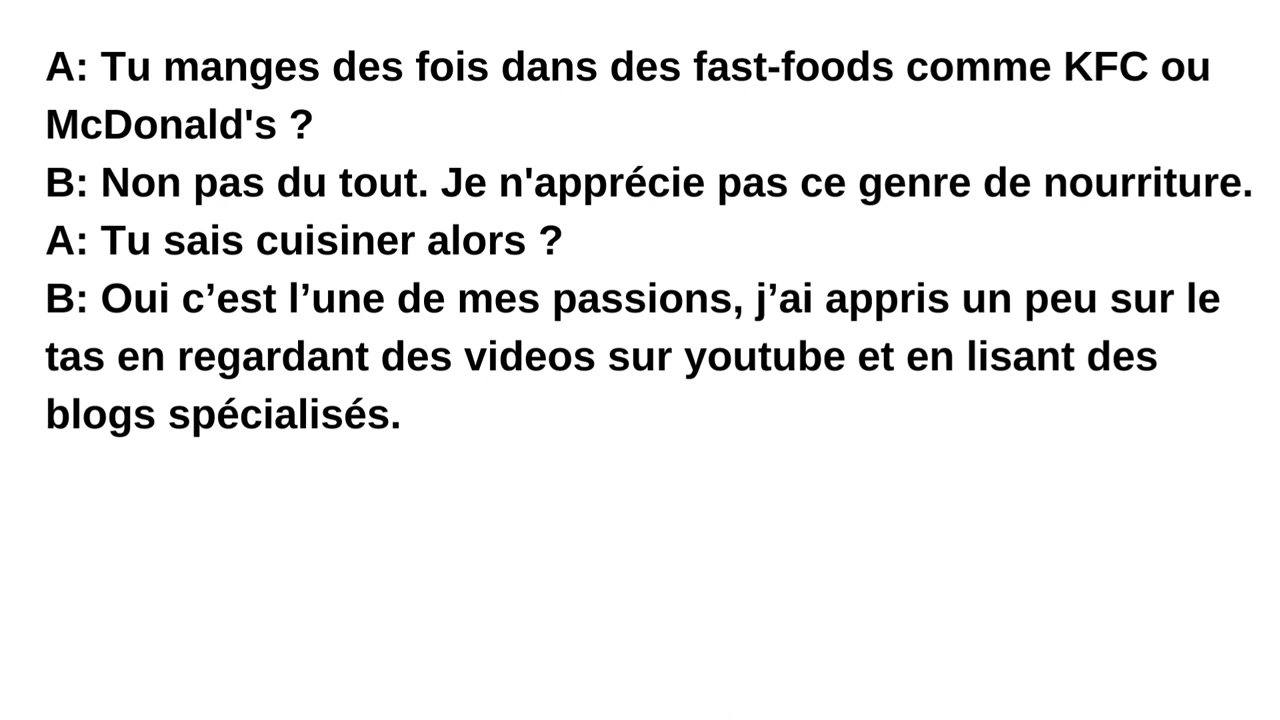 A: Tu manges des fois dans des fast-foods comme KFC ou
McDonald's ?
B: Non pas du tout. Je n'apprécie pas ce genre de nourriture.
A: Tu sais cuisiner alors ?
B: Oui c’est l’une de mes passions, j’ai appris un peu sur le
tas en regardant des videos sur youtube et en lisant des
blogs spécialisés.